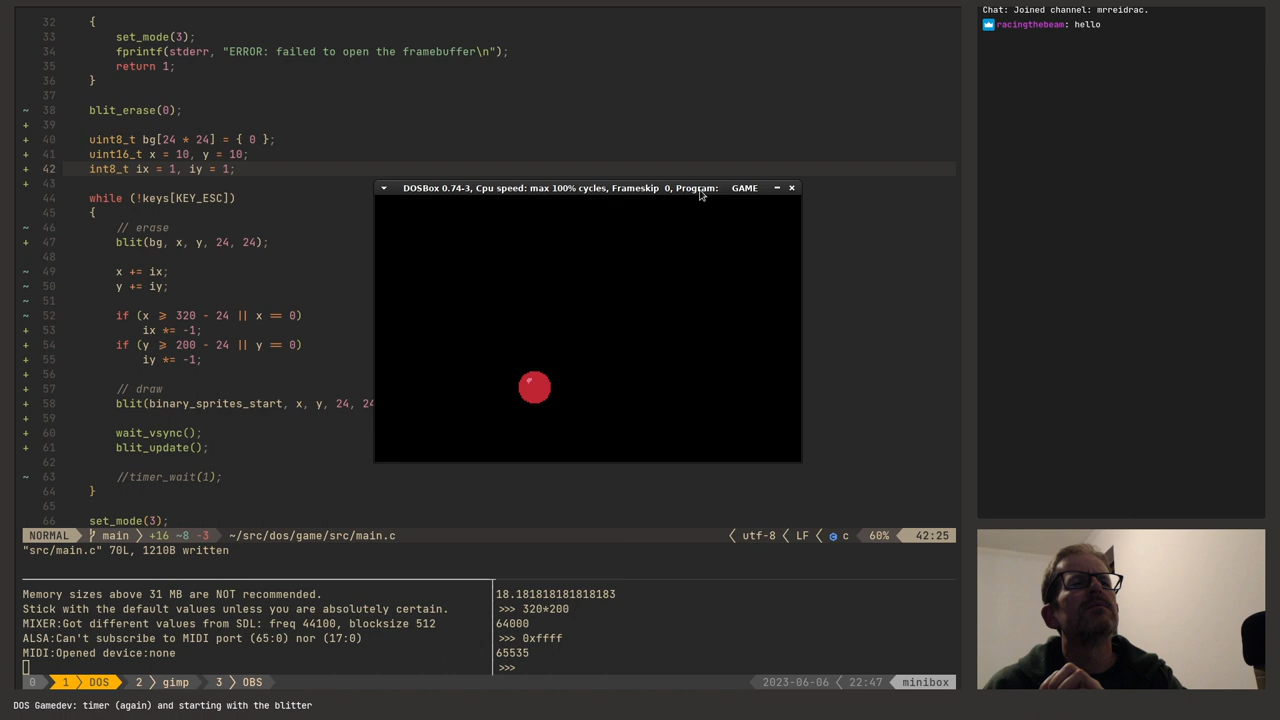 32 {
33 set_mode(3);
34 fprintf(stderr, "ERROR: failed to open the framebuffer\n");
35 return 1;
36 }
37
~ 38 blit_erase(0);
+ 39
+ 40 uint8_t bg[24 * 24] = { 0 };
+ 41 uint16_t x = 10, y = 10;
+ 42 int8_t ix = 1, iy = 1;
+ 43
44 while (!keys[KEY_ESC])
45 {
~ 46 // erase
+ 47 blit(bg, x, y, 24, 24);
48
~ 49 x += ix;
~ 50 y += iy;
~ 51
~ 52 if (x ⩾ 320 - 24 || x == 0)
+ 53 ix *= -1;
+ 54 if (y ⩾ 200 - 24 || y == 0)
+ 55 iy *= -1;
+ 56
+ 57 // draw
+ 58 blit(binary_sprites_start, x, y, 24, 24
+ 59
+ 60 wait_vsync();
+ 61 blit_update();
62
~ 63 //timer_wait(1);
64 }
65
66 set_mode(3);
DOSBox 0.74-3, Cpu speed: max 100% cycles, Frameskip 0, Program: GAME
NORMAL main +16 ~8 -3 ~/src/dos/game/src/main.c utf-8 LF c 60% 42:25
"src/main.c" 70L, 1210B written
Memory sizes above 31 MB are NOT recommended.
Stick with the default values unless you are absolutely certain.
MIXER:Got different values from SDL: freq 44100, blocksize 512
ALSA:Can't subscribe to MIDI port (65:0) nor (17:0)
MIDI:Opened device:none
18.181818181818183
>>> 320*200
64000
>>> 0xffff
65535
>>>
0 1 DOS 2 gimp 3 OBS 2023-06-06 22:47 minibox
DOS Gamedev: timer (again) and starting with the blitter
Chat: Joined channel: mrreidrac.
racingthebeam: hello